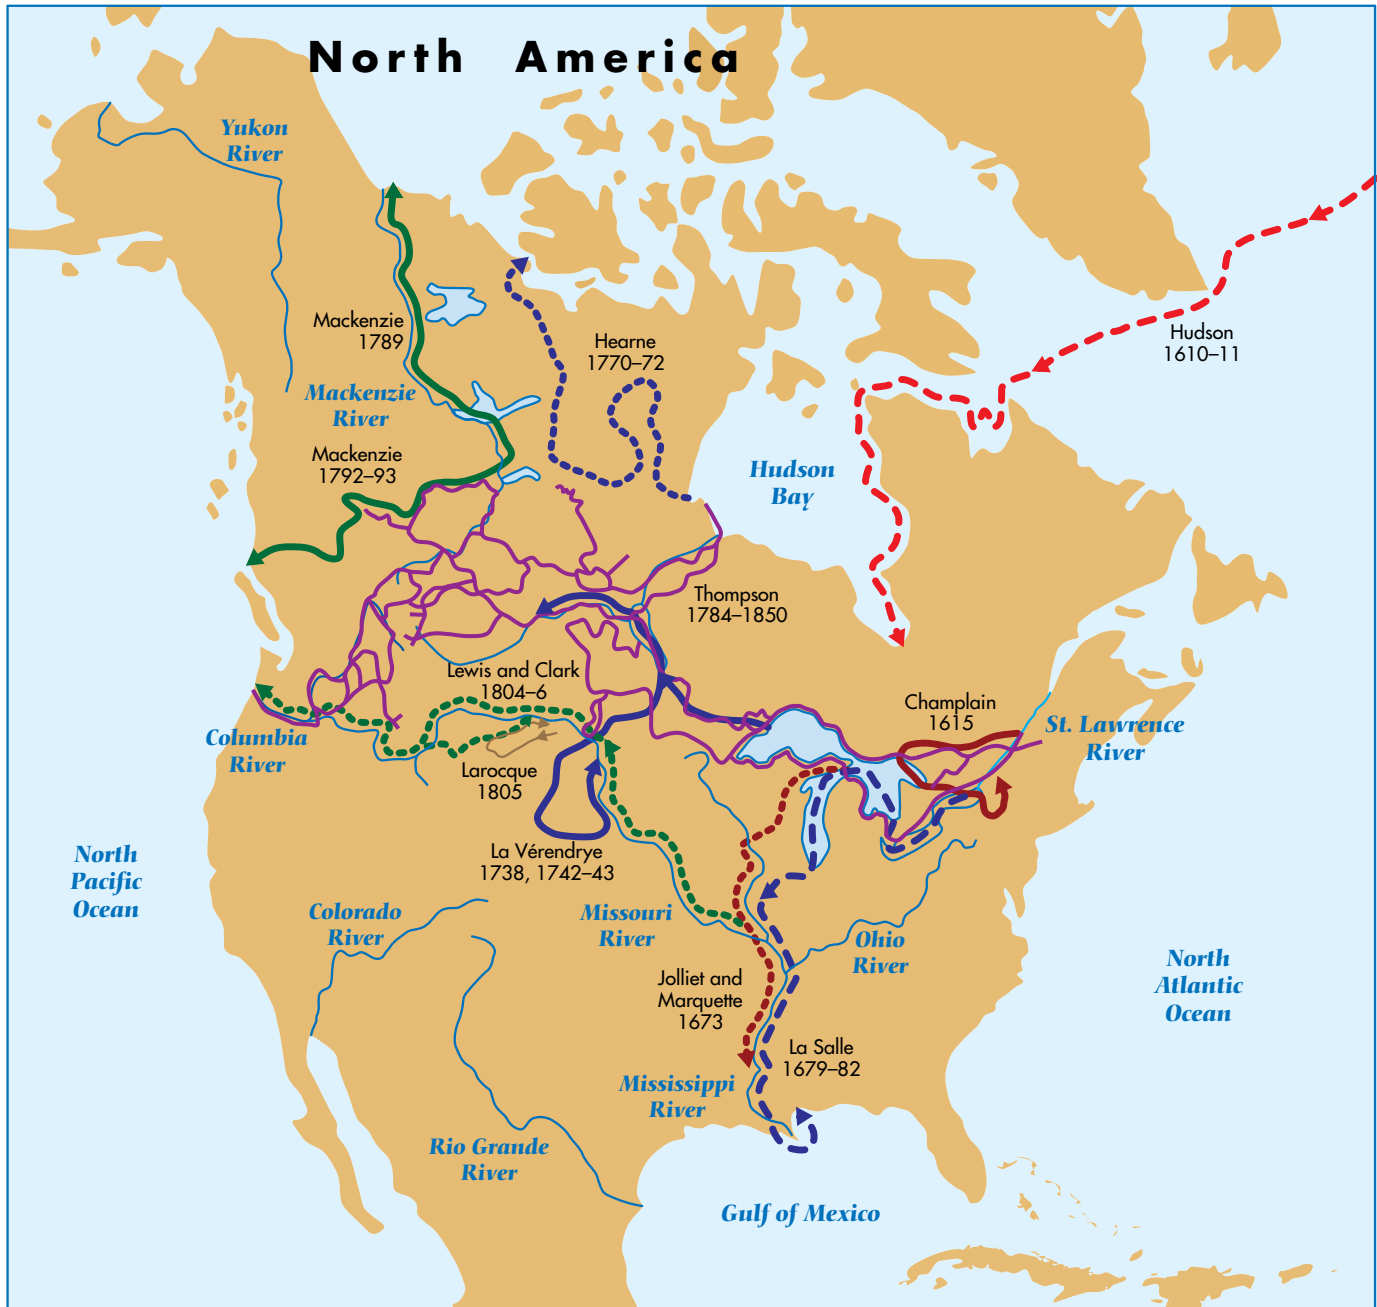 North America
Yukon
River
Mackenzie
1789
Hearne
1770–72
Hudson
1610–11
Mackenzie
River
Mackenzie
1792–93
Hudson
Bay
Thompson
1784–1850
Lewis and Clark
1804–6
Champlain
1615
St. Lawrence
River
Columbia
River
Larocque
1805
La Vérendrye
1738, 1742–43
North
Pacific
Ocean
Colorado
River
Missouri
River
Ohio
River
North
Atlantic
Ocean
Jolliet and
Marquette
1673
La Salle
1679–82
Mississippi
River
Rio Grande
River
Gulf of Mexico